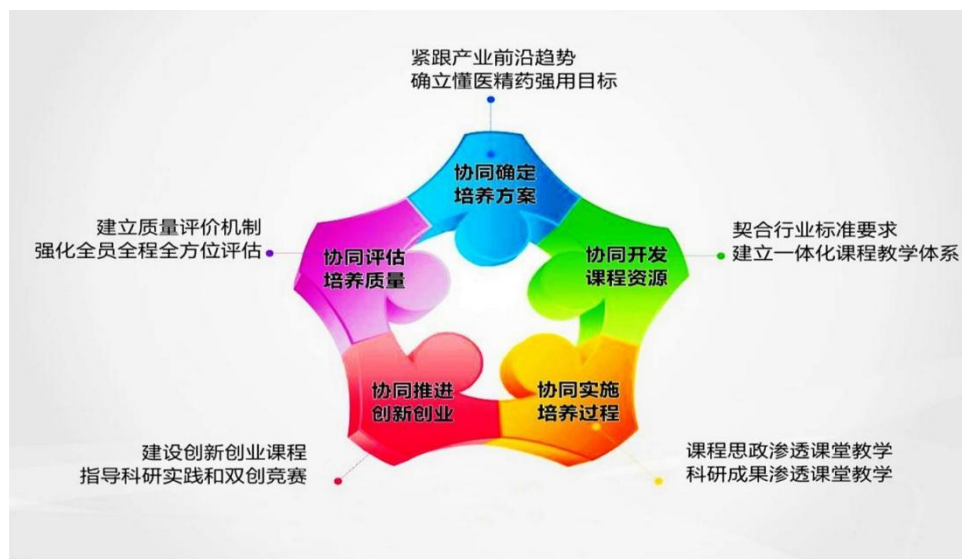 紧跟产业前沿趋势
确立懂医精药强用目标
协同确定
培养方案
建立质量评价机制
强化全员全程全方位评估
协同评估
培养质量
协同开发
课程资源
契合行业标准要求
建立一体化课程教学体系
协同推进
创新创业
协同实施
培养过程
建设创新创业课程
指导科研实践和双创竞赛
课程思政渗透课堂教学
科研成果渗透课堂教学